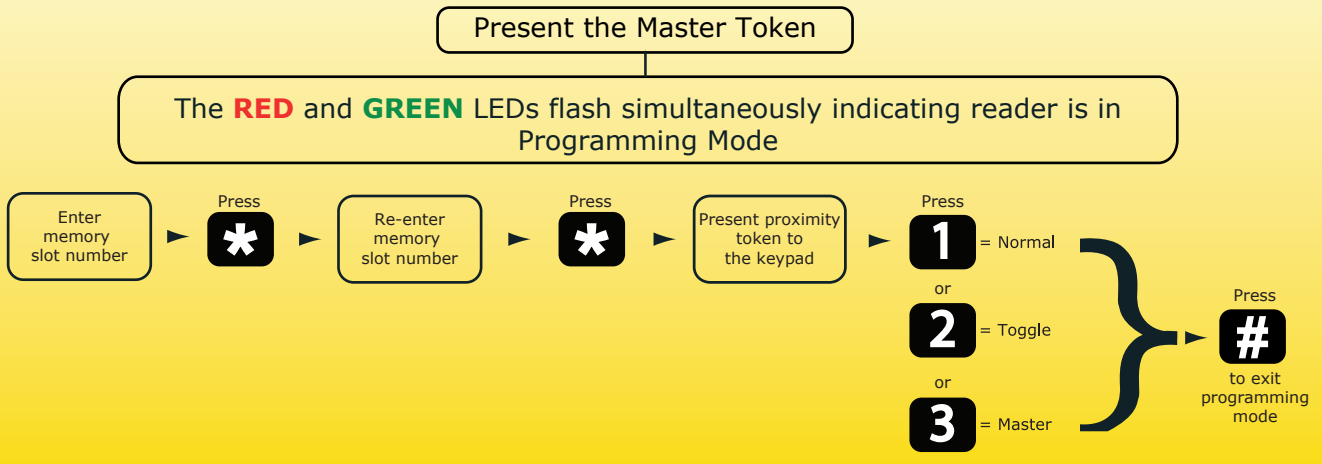 Present the Master Token
The RED and GREEN LEDs flash simultaneously indicating reader is in
Programming Mode
Enter
memory
slot number
Press
*
Re-enter
memory
slot number
Press
*
Present proximity
token to
the keypad
Press
1 = Normal
or
2 = Toggle
or
3 = Master
Press
#
to exit
programming
mode